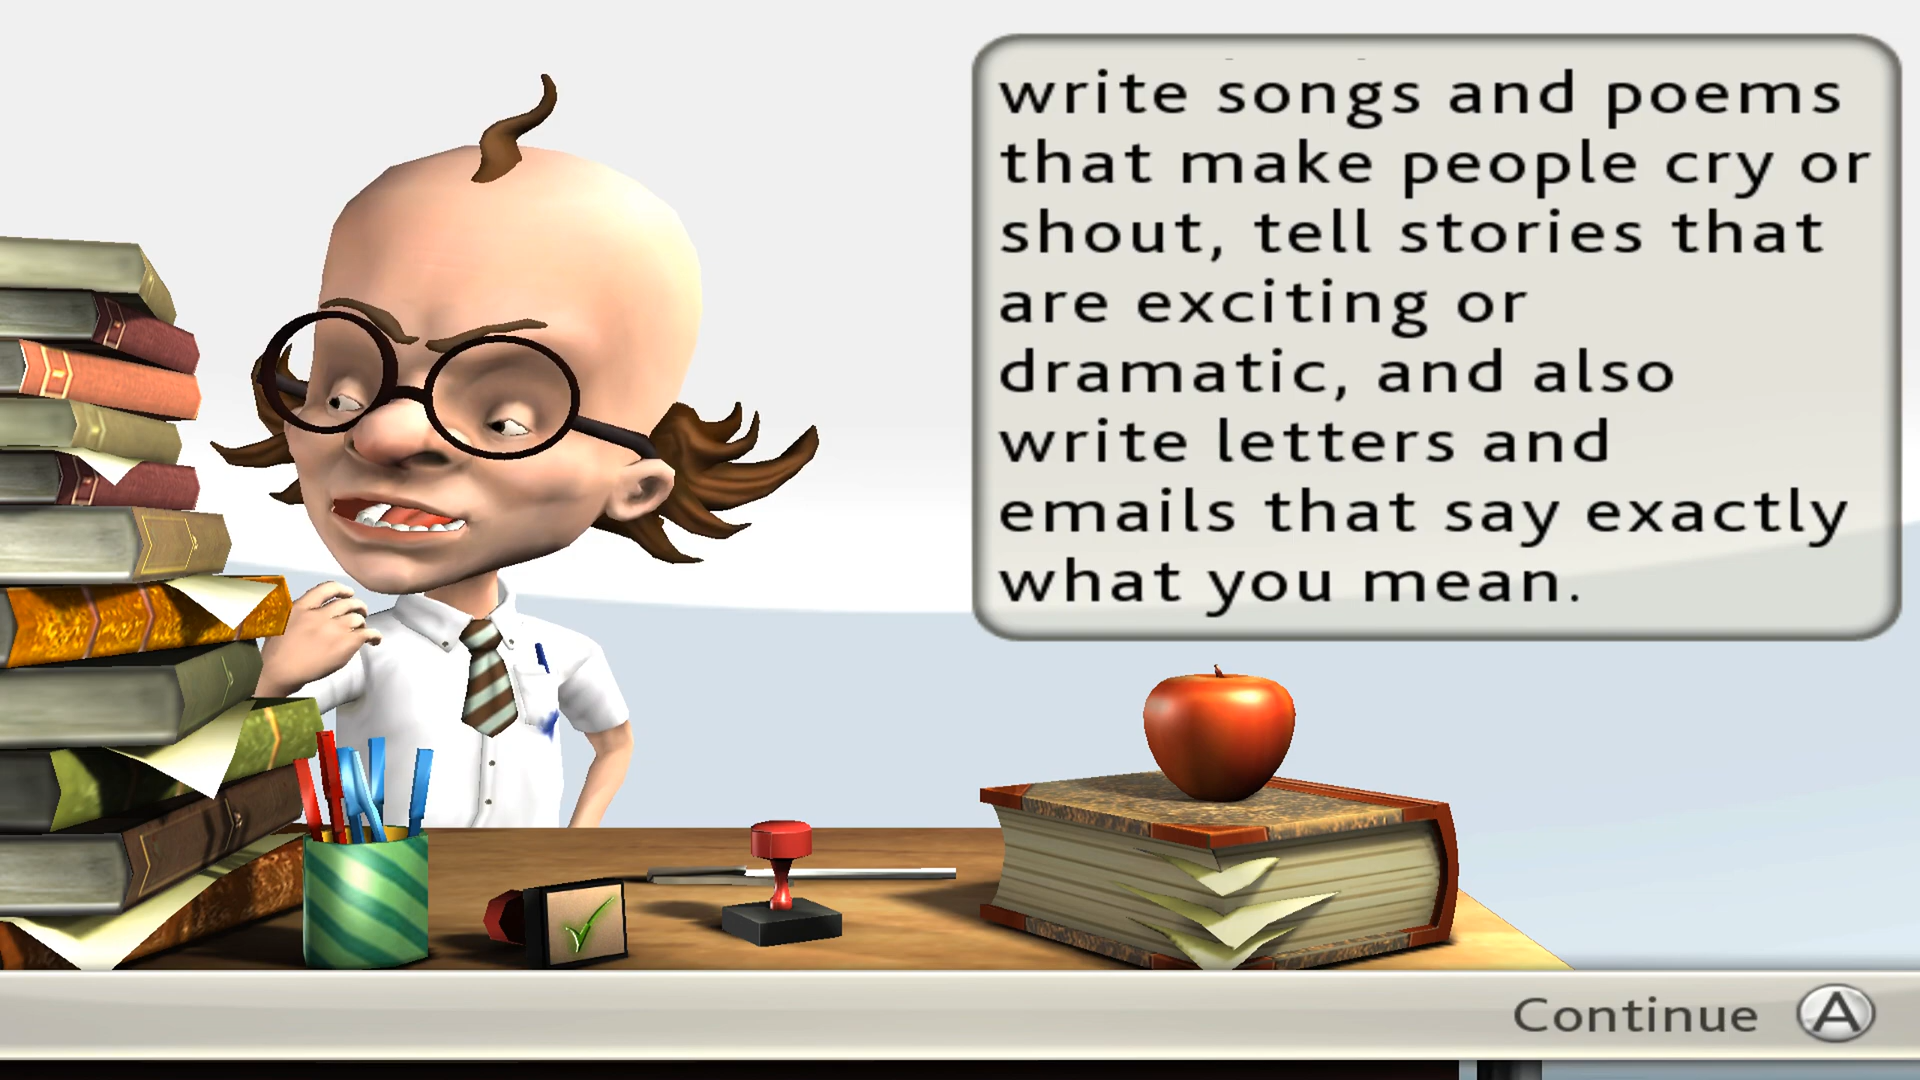 write songs and poems
that make people cry or
shout, tell stories that
are exciting or
dramatic, and also
write letters and
emails that say exactly
what you mean.
Continue A